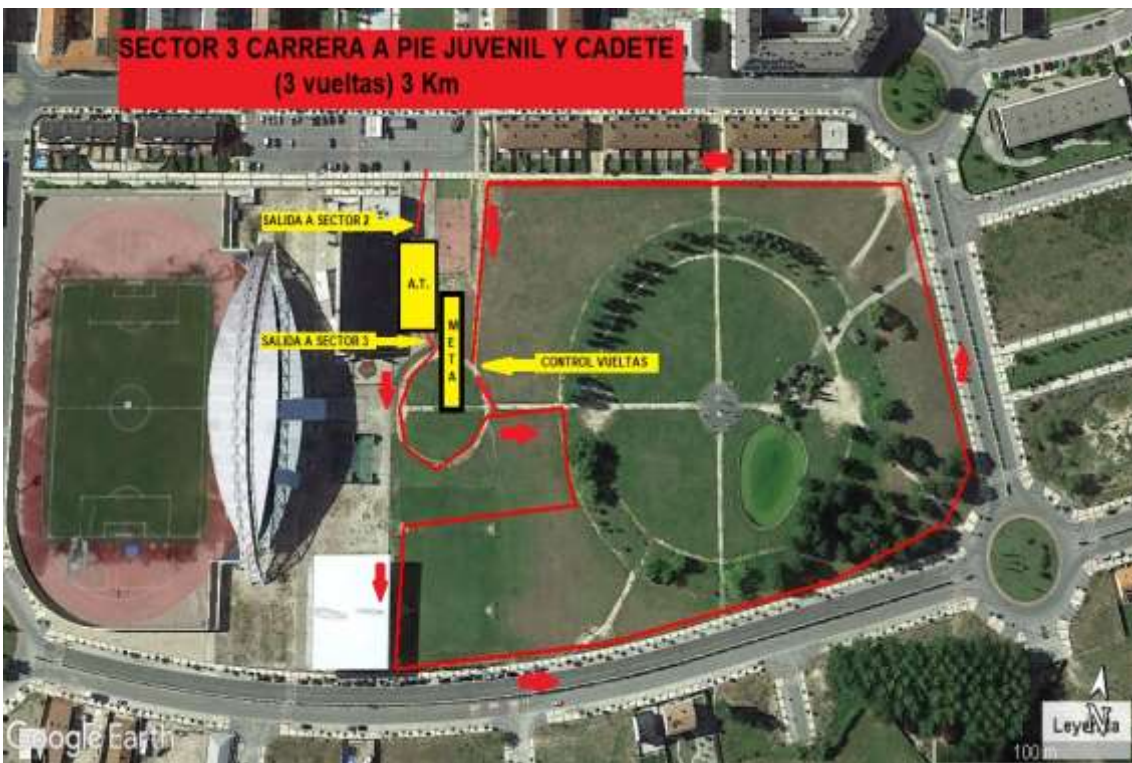 SECTOR 3 CARRERA A PIE JUVENIL Y CADETE
(3 vueltas) 3 Km
SALIDA A SECTOR 2
A.T.
META
SALIDA A SECTOR 3
CONTROL VUELTAS
Google Earth
Leyenda
N
100 m